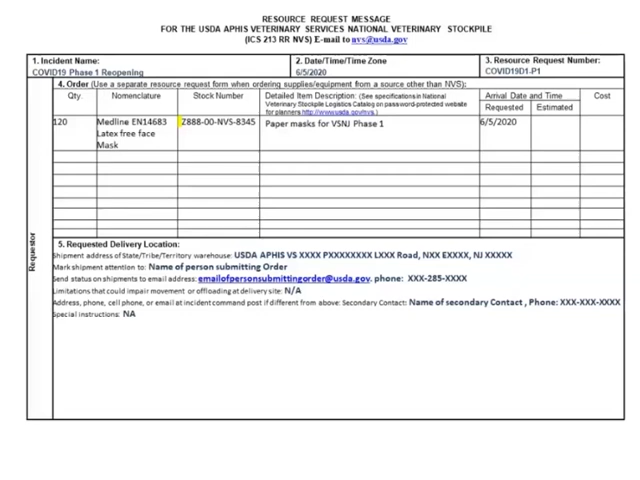 RESOURCE REQUEST MESSAGE
FOR THE USDA APHIS VETERINARY SERVICES NATIONAL VETERINARY STOCKPILE
(ICS 213 RR NVS) E-mail to nvs@usda.gov
1. Incident Name:
COVID19 Phase 1 Reopening
2. Date/Time/Time Zone
6/5/2020
3. Resource Request Number:
COVID19D1-P1
4. Order (Use a separate resource request form when ordering supplies/equipment from a source other than NVS):
Qty.
Nomenclature
Stock Number
Detailed Item Description: (See specifications in National
Veterinary Stockpile Logistics Catalog on password-protected website
for planners.http://www.usda.gov/nvs.)
Arrival Date and Time
Requested
Estimated
Cost
120
Medline EN14683
Latex free face
Mask
Z888-00-NVS-8345
Paper masks for VSNJ Phase 1
6/5/2020
Requestor
5. Requested Delivery Location:
Shipment address of State/Tribe/Territory warehouse: USDA APHIS VS XXXX PXXXXXXXX LXXX Road, NXX EXXXX, NJ XXXXX
Mark shipment attention to: Name of person submitting Order
Send status on shipments to email address: emailofpersonsubmittingorder@usda.gov. phone: XXX-285-XXXX
Limitations that could impair movement or offloading at delivery site: N/A
Address, phone, cell phone, or email at incident command post if different from above: Secondary Contact: Name of secondary Contact , Phone: XXX-XXX-XXXX
Special instructions: NA